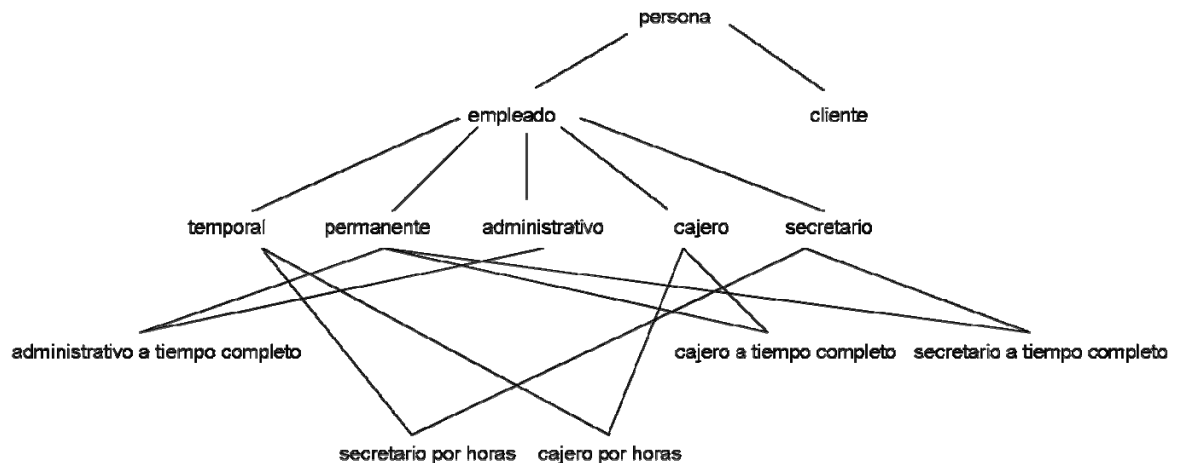 persona
empleado cliente
temporal permanente administrativo cajero secretario
administrativo a tiempo completo cajero a tiempo completo secretario a tiempo completo
secretario por horas cajero por horas